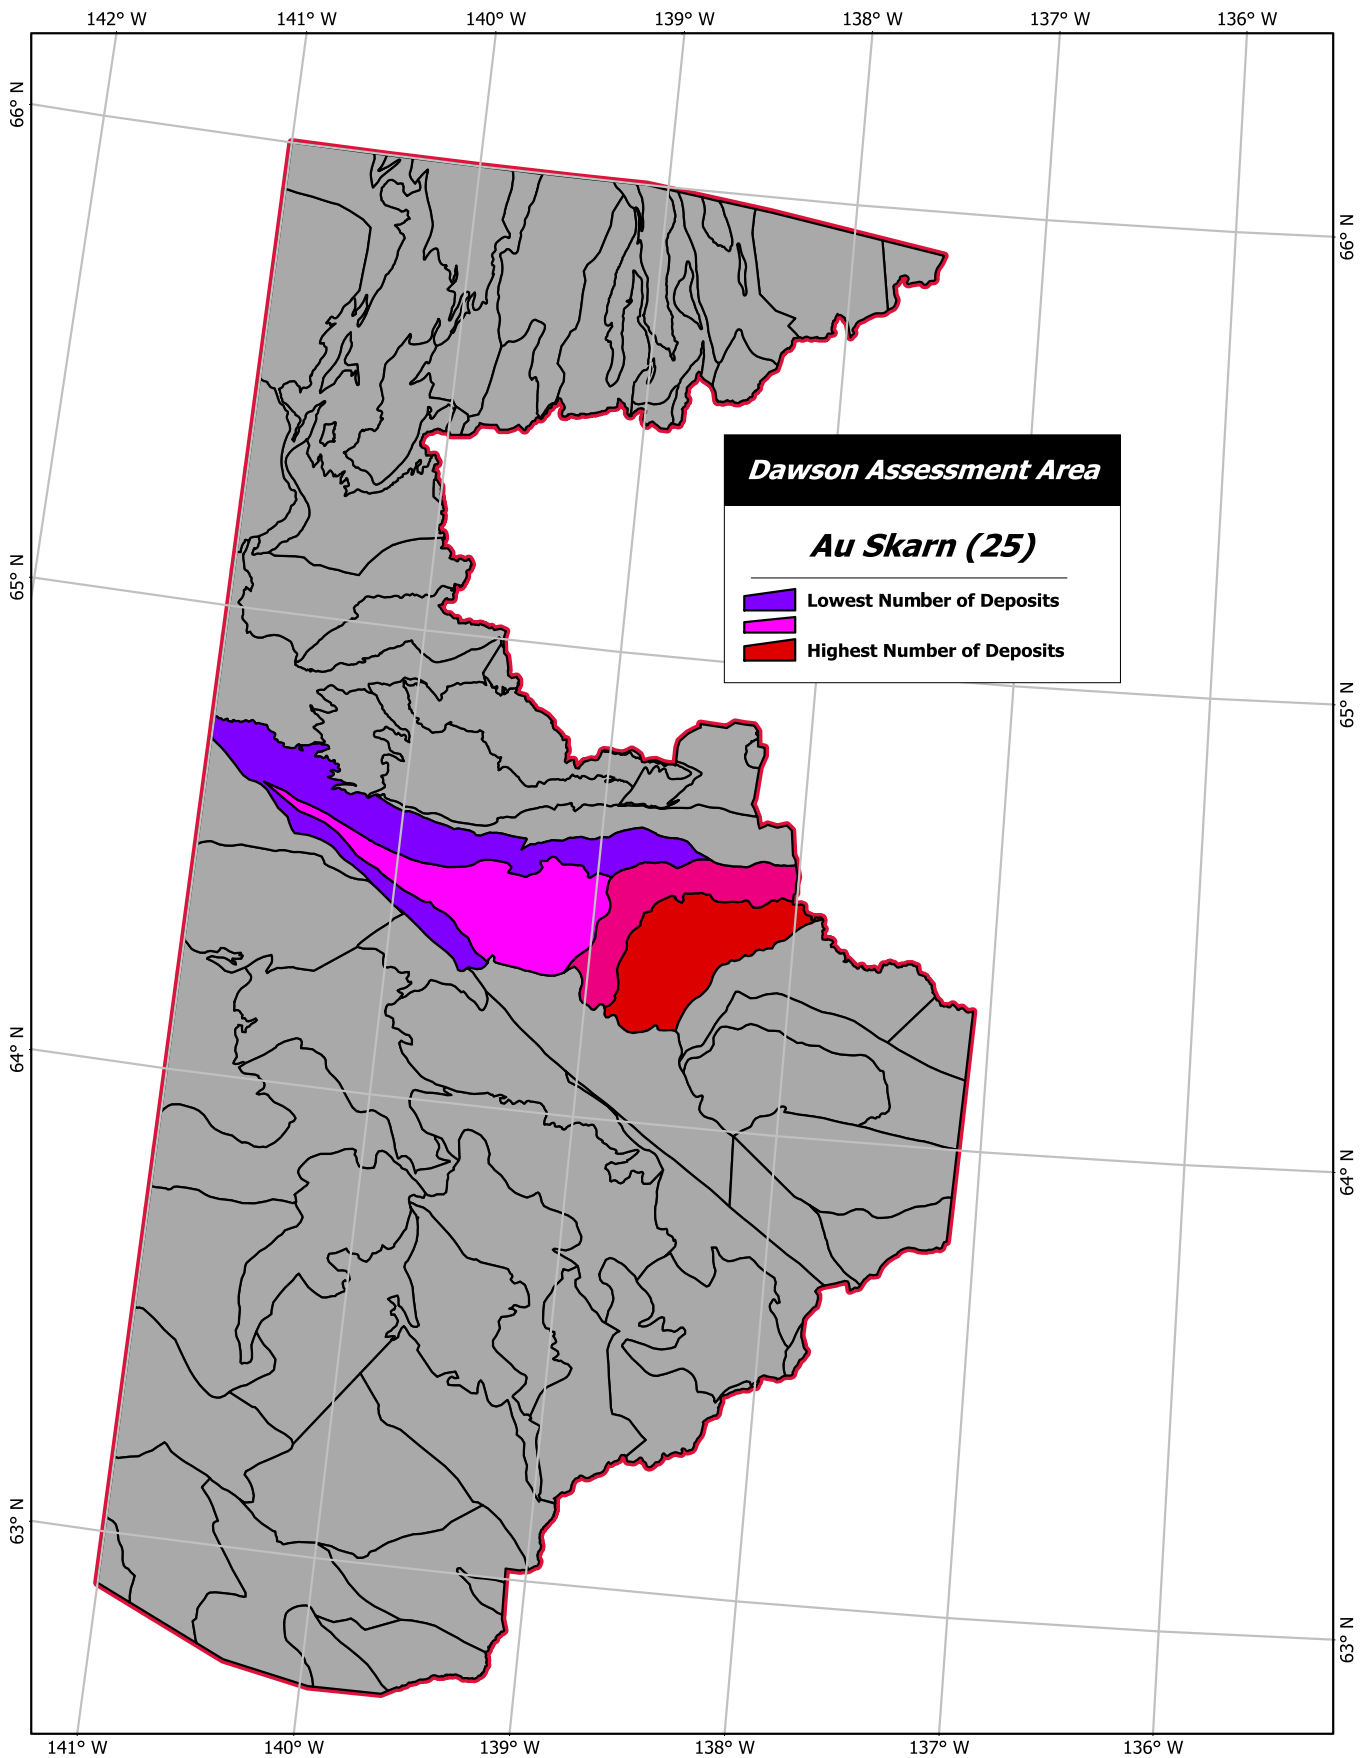 142° W 141° W 140° W 139° W 138° W 137° W 136° W
66° N
66° N
Dawson Assessment Area
Au Skarn (25)
Lowest Number of Deposits
Highest Number of Deposits
65° N
65° N
64° N
64° N
63° N
63° N
141° W 140° W 139° W 138° W 137° W 136° W